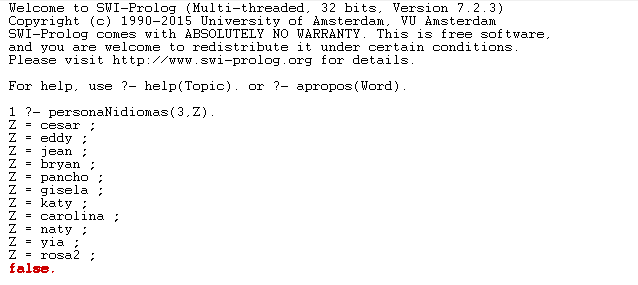 Welcome to SWI-Prolog (Multi-threaded, 32 bits, Version 7.2.3)
Copyright (c) 1990-2015 University of Amsterdam, VU Amsterdam
SWI-Prolog comes with ABSOLUTELY NO WARRANTY. This is free software,
and you are welcome to redistribute it under certain conditions.
Please visit http://www.swi-prolog.org for details.
For help, use ?- help(Topic). or ?- apropos(Word).
1 ?- personaNidiomas(3,Z).
Z = cesar ;
Z = eddy ;
Z = jean ;
Z = bryan ;
Z = pancho ;
Z = gisela ;
Z = katy ;
Z = carolina ;
Z = naty ;
Z = yia ;
Z = rosa2 ;
false.